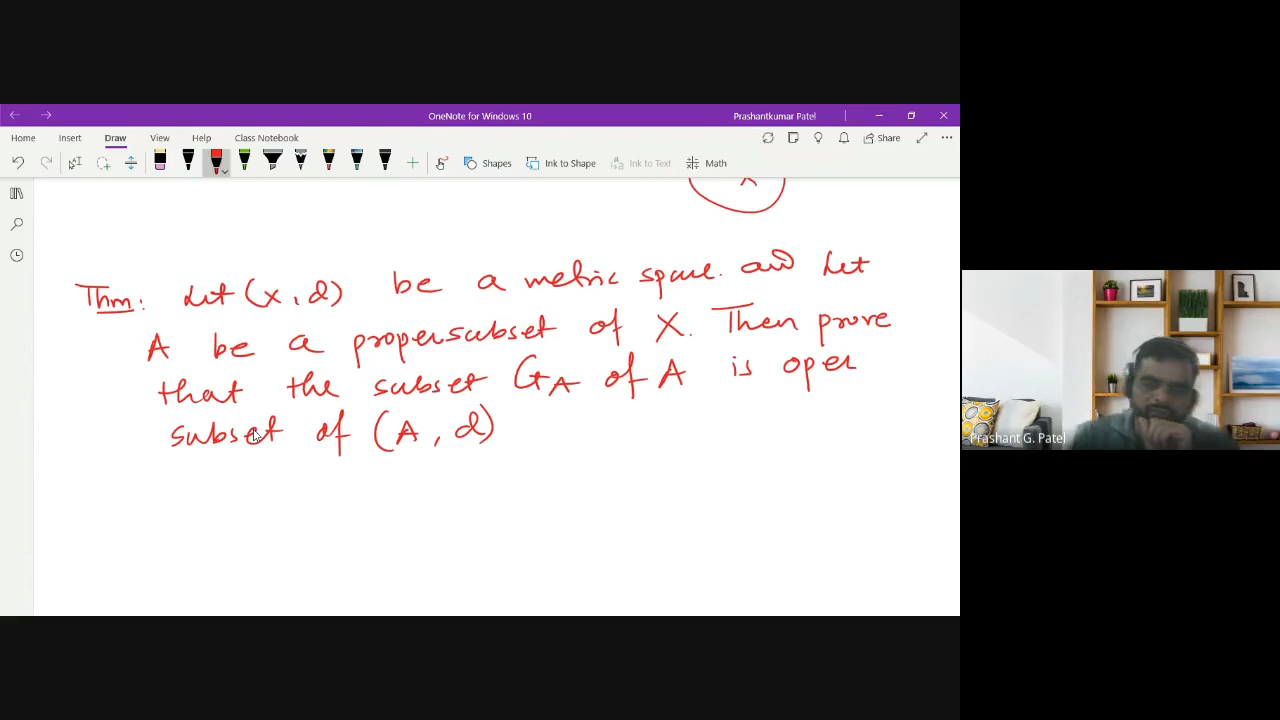 OneNote for Windows 10
Prashantkumar Patel
Home Insert Draw View Help Class Notebook
Share
Shapes Ink to Shape Ink to Text Math
X
Thm: Let (X, d) be a metric space. and Let
A be a proper subset of X. Then prove
that the subset G_A of A is open
subset of (A, d)
Prashant G. Patel